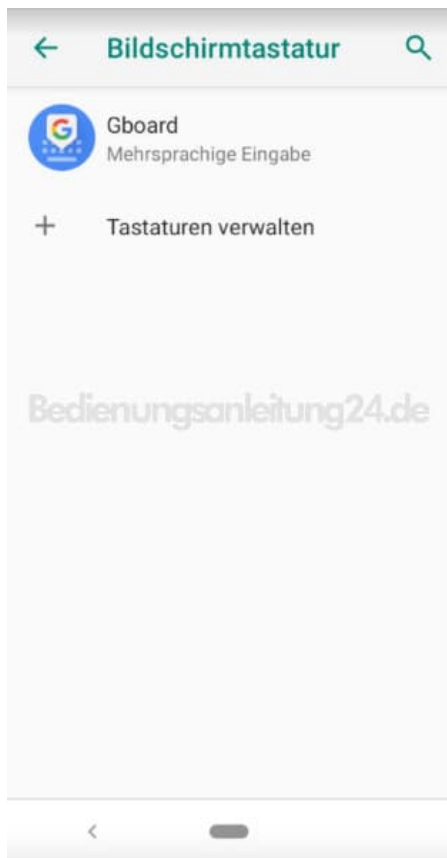 Bildschirmtastatur
Gboard
Mehrsprachige Eingabe
Tastaturen verwalten
Bedienungsanleitung24.de